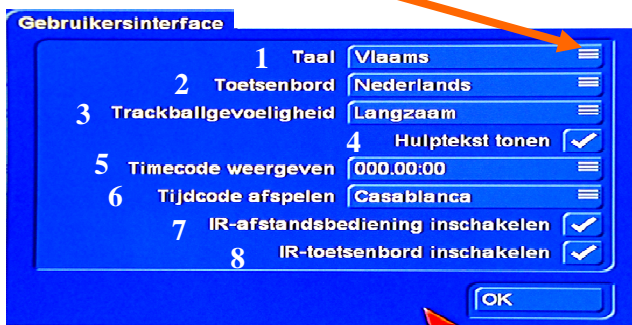 Gebruikersinterface
1 Taal Vlaams
2 Toetsenbord Nederlands
3 Trackballgevoeligheid Langzaam
4 Hulptekst tonen
5 Timecode weergeven 000.00:00
6 Tijdcode afspelen Casablanca
7 IR-afstandsbediening inschakelen
8 IR-toetsenbord inschakelen
OK